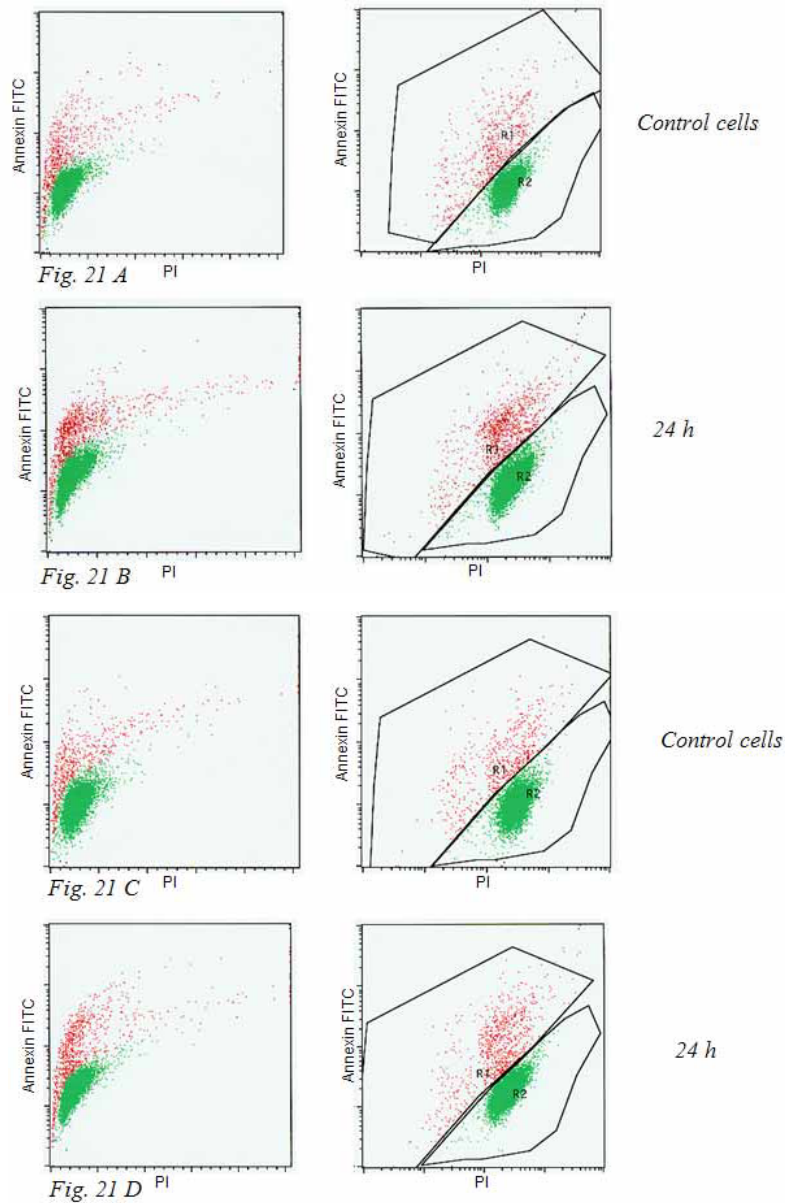 Annexin FITC
Annexin FITC
R1
R2
Control cells
PI
PI
Fig. 21 A
Annexin FITC
Annexin FITC
R1
R2
24 h
PI
PI
Fig. 21 B
Annexin FITC
Annexin FITC
R1
R2
Control cells
PI
PI
Fig. 21 C
Annexin FITC
Annexin FITC
R1
R2
24 h
PI
PI
Fig. 21 D